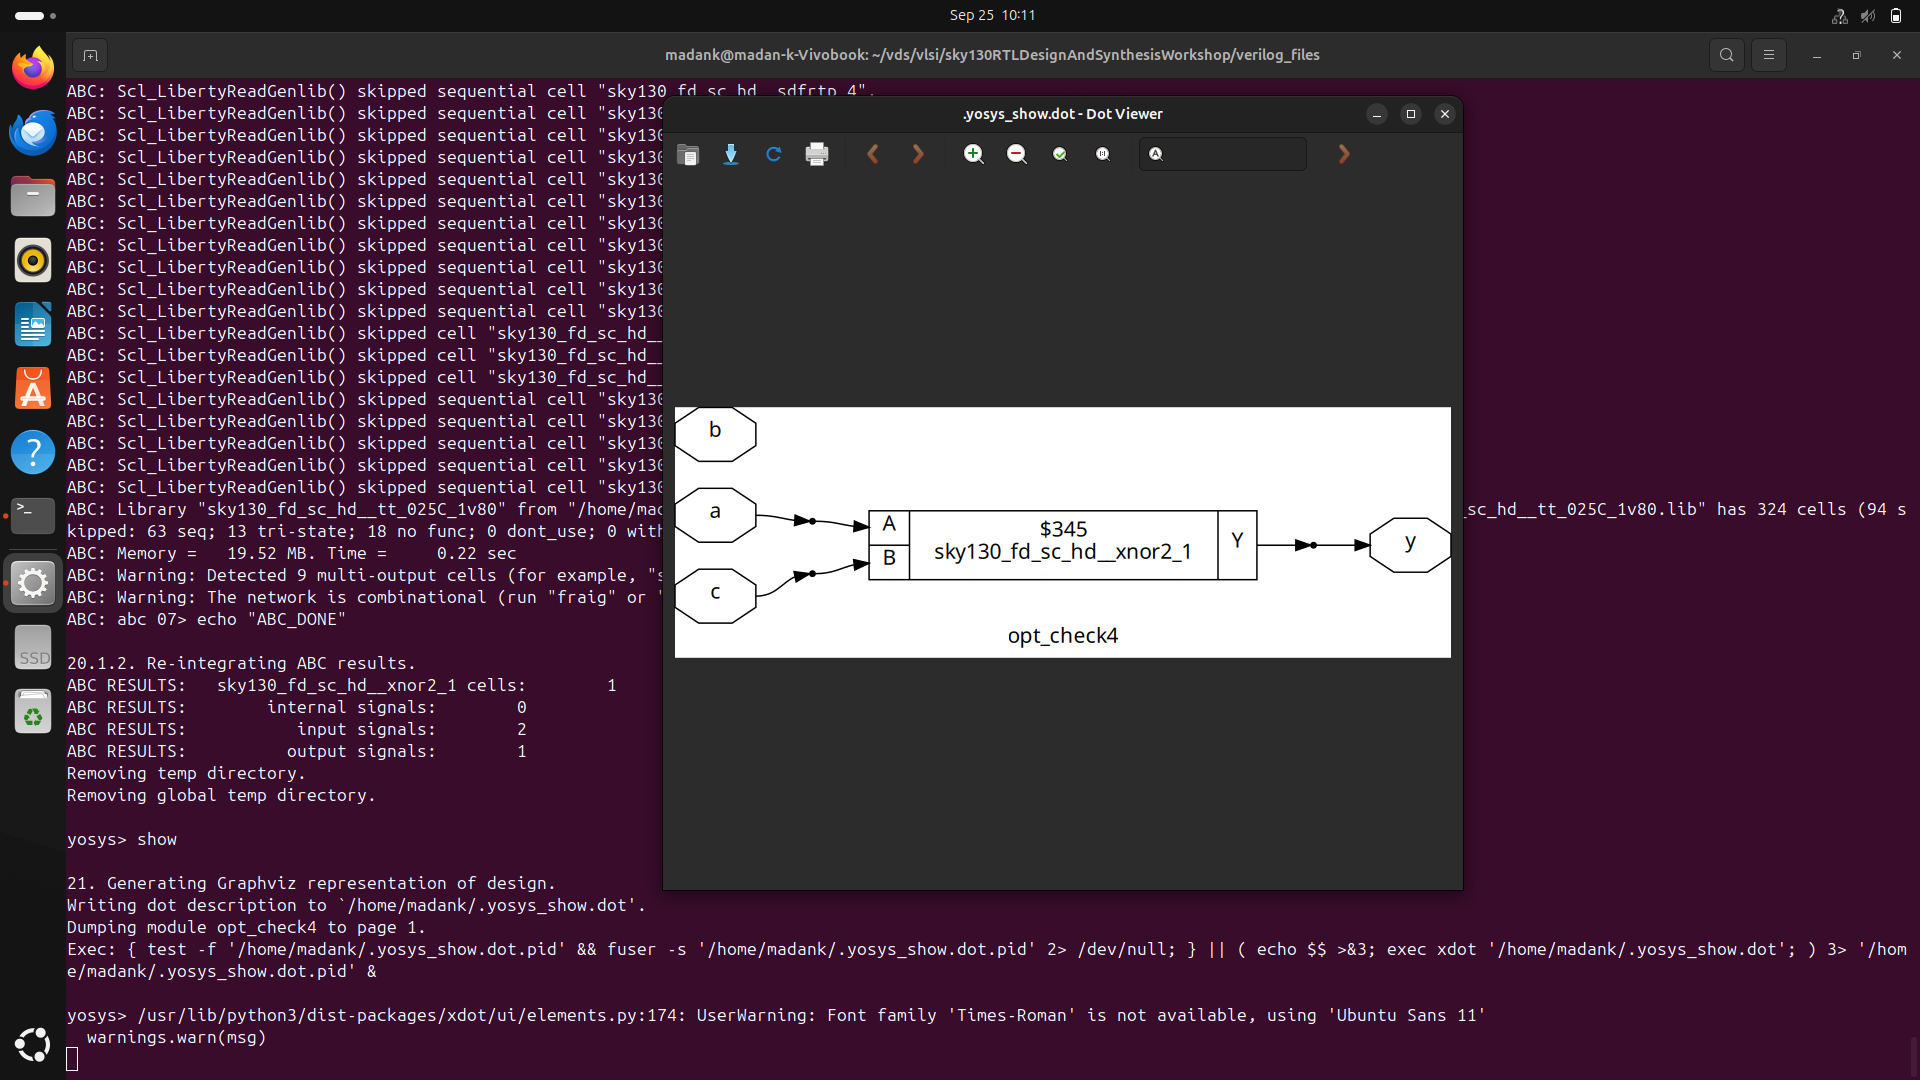 Sep 25 10:11
madank@madan-k-Vivobook: ~/vds/vlsi/sky130RTLDesignAndSynthesisWorkshop/verilog_files
ABC: Scl_LibertyReadGenlib() skipped sequential cell "sky130_fd_sc_hd__sdfrtp_4".
ABC: Scl_LibertyReadGenlib() skipped sequential cell "sky130
ABC: Scl_LibertyReadGenlib() skipped sequential cell "sky130
ABC: Scl_LibertyReadGenlib() skipped sequential cell "sky130
ABC: Scl_LibertyReadGenlib() skipped sequential cell "sky130
ABC: Scl_LibertyReadGenlib() skipped sequential cell "sky130
ABC: Scl_LibertyReadGenlib() skipped sequential cell "sky130
ABC: Scl_LibertyReadGenlib() skipped sequential cell "sky130
ABC: Scl_LibertyReadGenlib() skipped sequential cell "sky130
ABC: Scl_LibertyReadGenlib() skipped sequential cell "sky130
ABC: Scl_LibertyReadGenlib() skipped sequential cell "sky130
ABC: Scl_LibertyReadGenlib() skipped cell "sky130_fd_sc_hd__
ABC: Scl_LibertyReadGenlib() skipped cell "sky130_fd_sc_hd__
ABC: Scl_LibertyReadGenlib() skipped cell "sky130_fd_sc_hd__
ABC: Scl_LibertyReadGenlib() skipped sequential cell "sky130
ABC: Scl_LibertyReadGenlib() skipped sequential cell "sky130
ABC: Scl_LibertyReadGenlib() skipped sequential cell "sky130
ABC: Scl_LibertyReadGenlib() skipped sequential cell "sky130
ABC: Scl_LibertyReadGenlib() skipped sequential cell "sky130
ABC: Library "sky130_fd_sc_hd__tt_025C_1v80" from "/home/mad _sc_hd__tt_025C_1v80.lib" has 324 cells (94 s
kipped: 63 seq; 13 tri-state; 18 no func; 0 dont_use; 0 with
ABC: Memory = 19.52 MB. Time = 0.22 sec
ABC: Warning: Detected 9 multi-output cells (for example, "s
ABC: Warning: The network is combinational (run "fraig" or "
ABC: abc 07> echo "ABC_DONE"
20.1.2. Re-integrating ABC results.
ABC RESULTS: sky130_fd_sc_hd__xnor2_1 cells: 1
ABC RESULTS: internal signals: 0
ABC RESULTS: input signals: 2
ABC RESULTS: output signals: 1
Removing temp directory.
Removing global temp directory.
yosys> show
21. Generating Graphviz representation of design.
Writing dot description to `/home/madank/.yosys_show.dot'.
Dumping module opt_check4 to page 1.
Exec: { test -f '/home/madank/.yosys_show.dot.pid' && fuser -s '/home/madank/.yosys_show.dot.pid' 2> /dev/null; } || ( echo $$ >&3; exec xdot '/home/madank/.yosys_show.dot'; ) 3> '/hom
e/madank/.yosys_show.dot.pid' &
yosys> /usr/lib/python3/dist-packages/xdot/ui/elements.py:174: UserWarning: Font family 'Times-Roman' is not available, using 'Ubuntu Sans 11'
warnings.warn(msg)
.yosys_show.dot - Dot Viewer
b
a
c
A
B
$345
sky130_fd_sc_hd__xnor2_1
Y
y
opt_check4
SSD